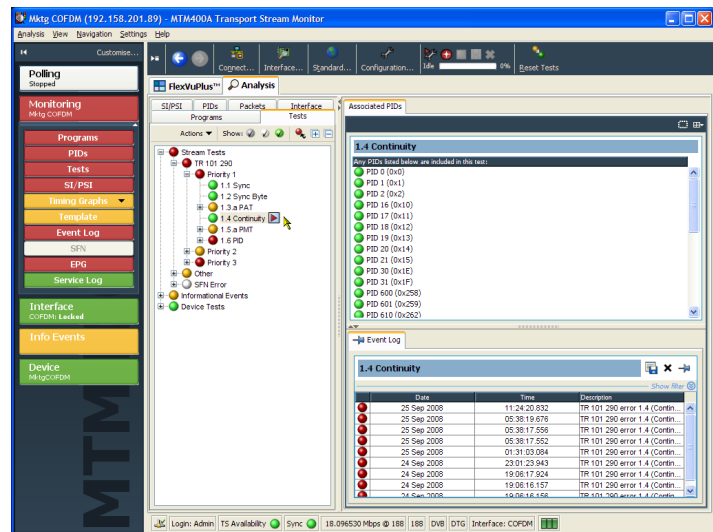 Mktg COFDM (192.158.201.89) - MTM400A Transport Stream Monitor
Analysis View Navigation Settings Help
Customise...
Polling
Stopped
Monitoring
Mktg COFDM
Programs
PIDs
Tests
SI/PSI
Timing Graphs
Template
Event Log
SFN
EPG
Service Log
Interface
COFDM: Locked
Info Events
Device
MktgCOFDM
MTM
Connect...
Interface...
Standard...
Configuration...
Idle
0%
Reset Tests
FlexVuPlus™
Analysis
SI/PSI PIDs Packets Interface
Programs Tests
Actions Show:
Stream Tests
TR 101 290
Priority 1
1.1 Sync
1.2 Sync Byte
1.3.a PAT
1.4 Continuity
1.5.a PMT
1.6 PID
Priority 2
Priority 3
Other
SFN Error
Informational Events
Device Tests
Associated PIDs
1.4 Continuity
Any PIDs listed below are included in this test:
PID 0 (0x0)
PID 1 (0x1)
PID 2 (0x2)
PID 16 (0x10)
PID 17 (0x11)
PID 18 (0x12)
PID 19 (0x13)
PID 20 (0x14)
PID 21 (0x15)
PID 30 (0x1E)
PID 31 (0x1F)
PID 600 (0x258)
PID 601 (0x259)
PID 610 (0x262)
Event Log
1.4 Continuity
Show filter
Date Time Description
25 Sep 2008 11:24:20.832 TR 101 290 error 1.4 (Contin...
25 Sep 2008 05:38:19.676 TR 101 290 error 1.4 (Contin...
25 Sep 2008 05:38:17.556 TR 101 290 error 1.4 (Contin...
25 Sep 2008 05:38:17.552 TR 101 290 error 1.4 (Contin...
25 Sep 2008 01:31:03.084 TR 101 290 error 1.4 (Contin...
24 Sep 2008 23:01:23.943 TR 101 290 error 1.4 (Contin...
24 Sep 2008 19:06:17.924 TR 101 290 error 1.4 (Contin...
24 Sep 2008 19:06:16.157 TR 101 290 error 1.4 (Contin...
24 Sep 2008 19:06:16.156 TR 101 290 error 1.4 (Contin...
Login: Admin TS Availability Sync 18.096530 Mbps @ 188 188 DVB DTG Interface: COFDM